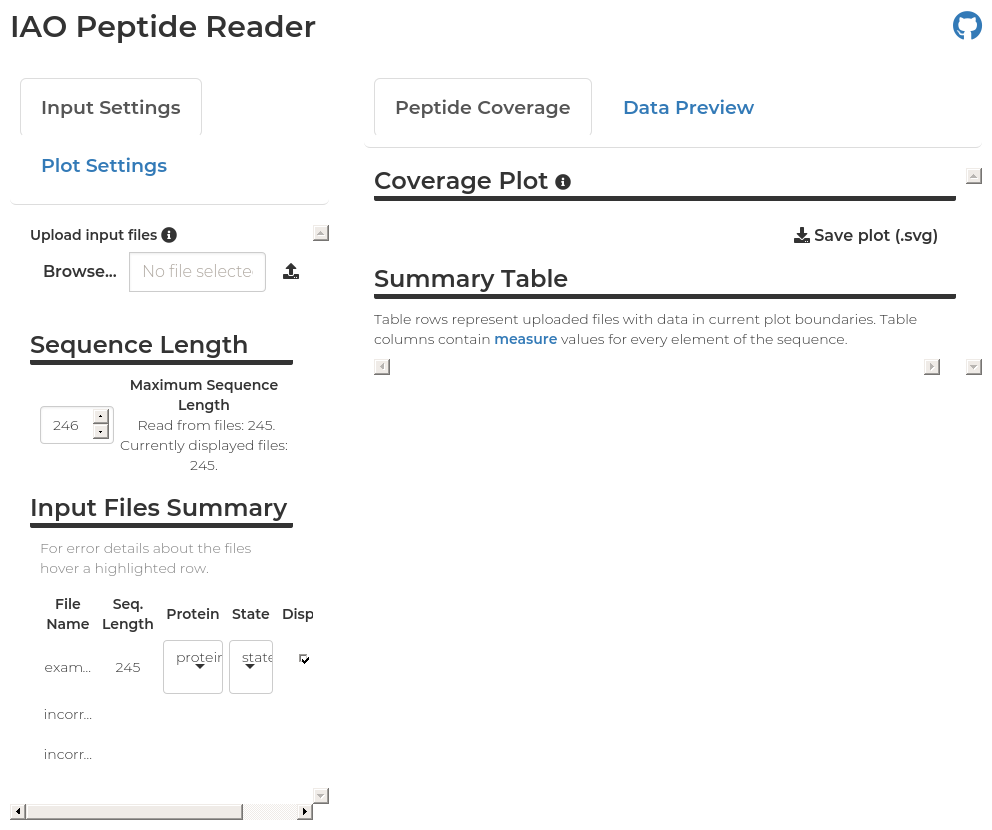 IAO Peptide Reader
Input Settings
Plot Settings
Upload input files
Browse...
No file selecte
Sequence Length
246
Maximum Sequence
Length
Read from files: 245.
Currently displayed files:
245.
Input Files Summary
For error details about the files
hover a highlighted row.
File Name Seq. Length Protein State Disp
exam... 245 protein state
incorr...
incorr...
Peptide Coverage Data Preview
Coverage Plot
Save plot (.svg)
Summary Table
Table rows represent uploaded files with data in current plot boundaries. Table
columns contain measure values for every element of the sequence.